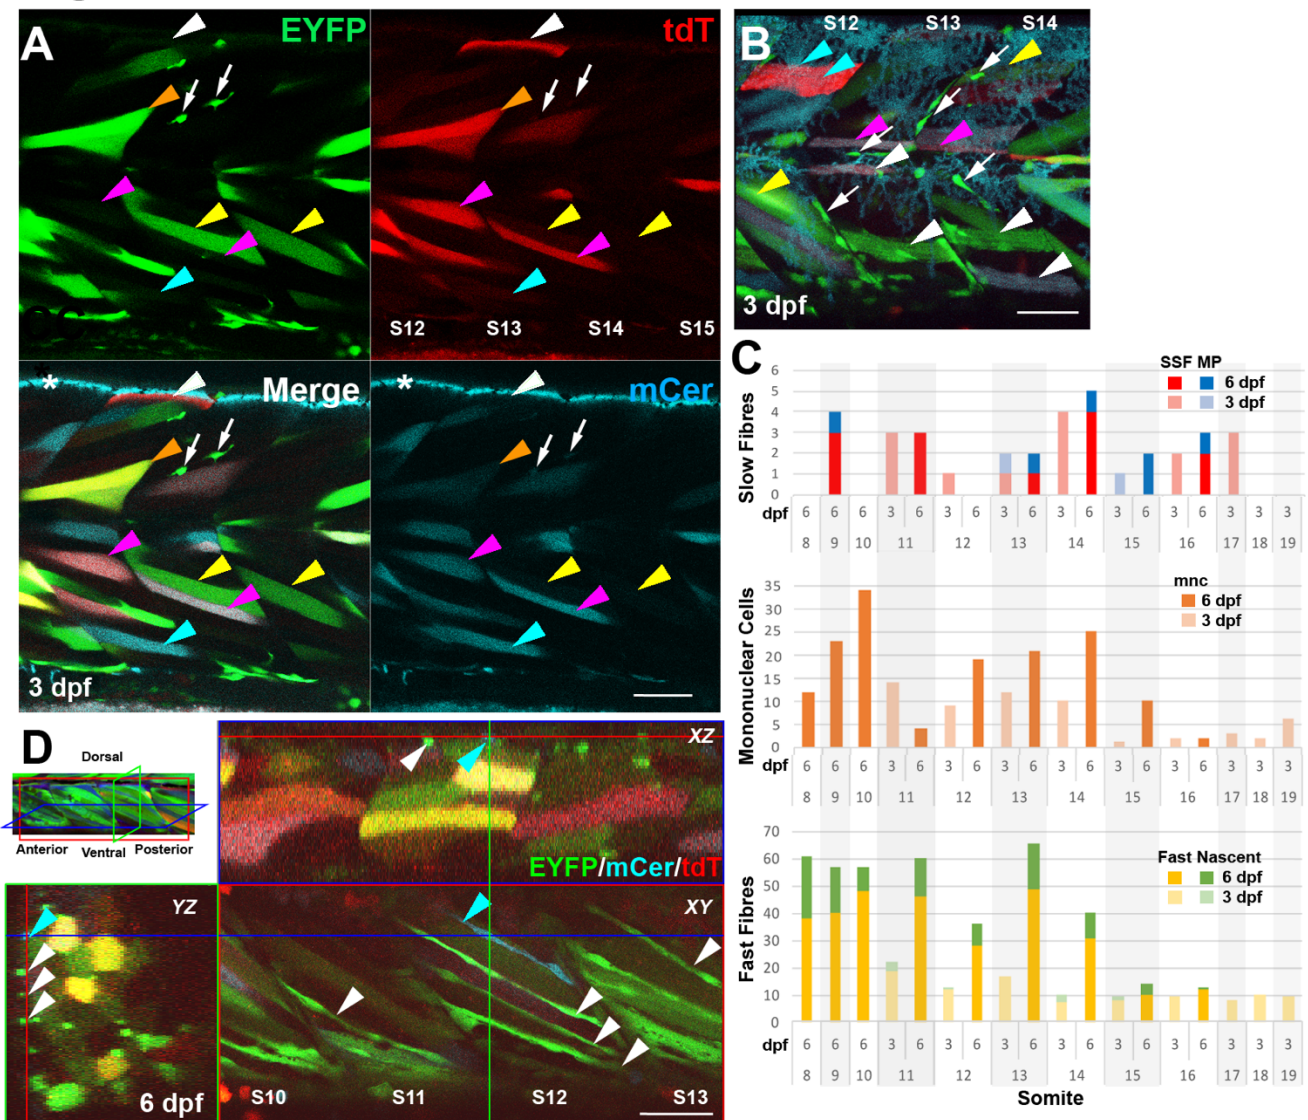 A
EYFP
tdT
S12 S13 S14 S15
Merge
mCer
*
*
3 dpf
B
S12 S13 S14
3 dpf
C
SSF MP
6 dpf
3 dpf
Slow Fibres
6
5
4
3
2
1
0
dpf 6 6 6 3 6 3 6 3 6 3 6 3 6 3 6 3 3 3
8 9 10 11 12 13 14 15 16 17 18 19
mnc
6 dpf
3 dpf
Mononuclear Cells
35
30
25
20
15
10
5
0
dpf 6 6 6 3 6 3 6 3 6 3 6 3 6 3 6 3 3 3
8 9 10 11 12 13 14 15 16 17 18 19
Fast Nascent
6 dpf
3 dpf
Fast Fibres
70
60
50
40
30
20
10
0
dpf 6 6 6 3 6 3 6 3 6 3 6 3 6 3 6 3 3 3
8 9 10 11 12 13 14 15 16 17 18 19
Somite
D
Dorsal
Anterior Ventral Posterior
XZ
EYFP/mCer/tdT
YZ
6 dpf
XY
S10 S11 S12 S13